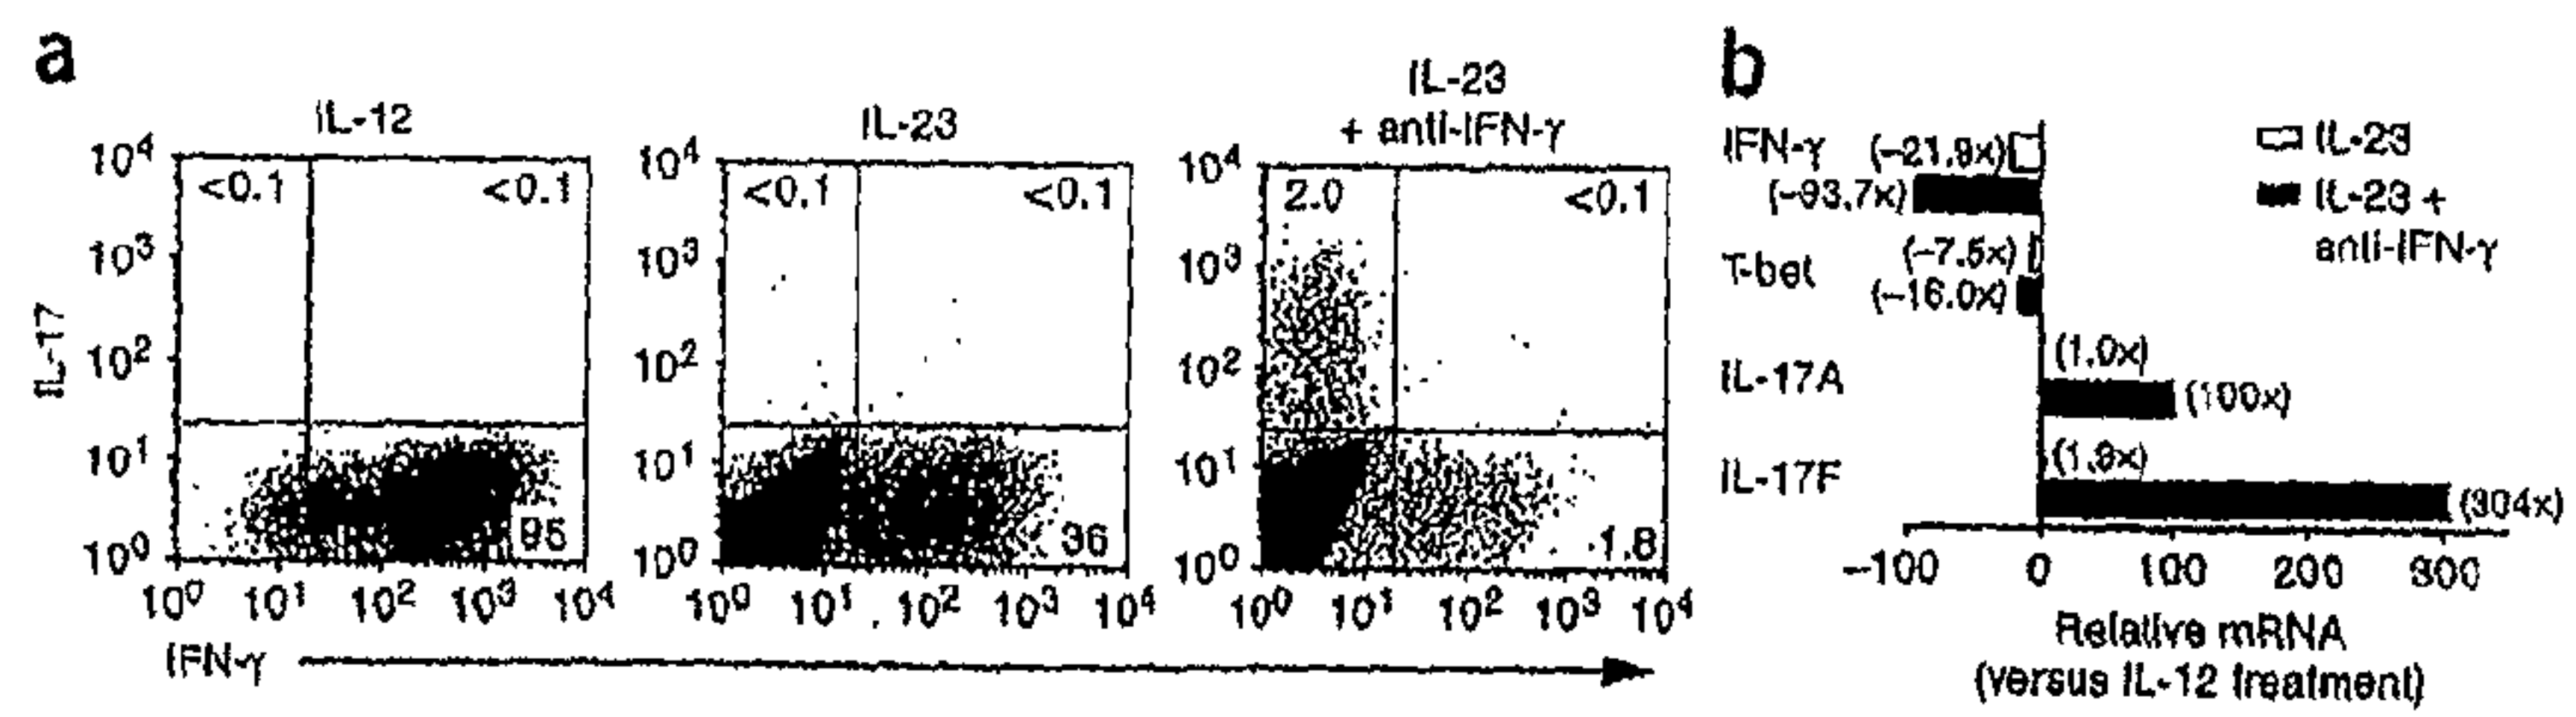 a
IL-12
10⁴
10³
10²
10¹
10⁰
<0.1
<0.1
95
10⁰ 10¹ 10² 10³ 10⁴
IL-17
IL-23
10⁴
10³
10²
10¹
10⁰
<0.1
<0.1
36
10⁰ 10¹ 10² 10³ 10⁴
IL-23
+ anti-IFN-γ
10⁴
10³
10²
10¹
10⁰
2.0
<0.1
1.8
10⁰ 10¹ 10² 10³ 10⁴
IFN-γ
b
IL-23
IL-23 +
anti-IFN-γ
IFN-γ (–21.9x)
(–93.7x)
T-bet (–7.5x)
(–16.0x)
IL-17A (1.0x)
(100x)
IL-17F (1.9x)
(304x)
–100 0 100 200 300
Relative mRNA
(versus IL-12 treatment)